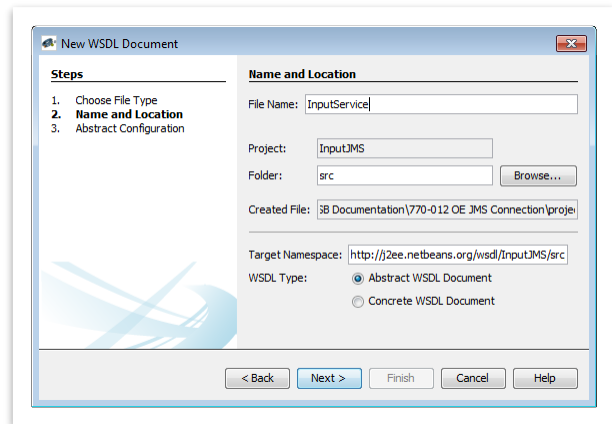 New WSDL Document
Steps
1. Choose File Type
2. Name and Location
3. Abstract Configuration
Name and Location
File Name: InputService
Project: InputJMS
Folder: src Browse...
Created File: SB Documentation\770-012 OE JMS Connection\projec
Target Namespace: http://j2ee.netbeans.org/wsdl/InputJMS/src
WSDL Type: Abstract WSDL Document
Concrete WSDL Document
< Back Next > Finish Cancel Help